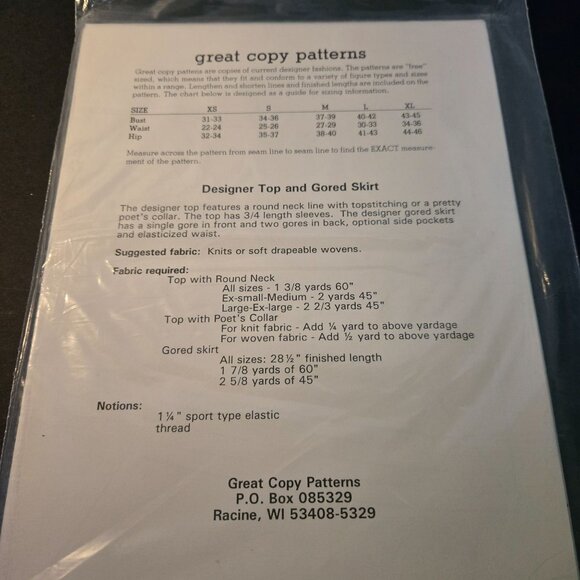 great copy patterns
Great copy pattens are copies of current designer fashions. The patterns are "free"
sized, which means that they fit and conform to a variety of figure types and sizes
within a range. Lengthen and shorten lines and finished lengths are included on the
pattern. The chart below is designed as a guide for sizing information.
SIZE XS S M L XL
Bust 31-33 34-36 37-39 40-42 43-45
Waist 22-24 25-26 27-29 30-33 34-36
Hip 32-34 35-37 38-40 41-43 44-46
Measure across the pattern from seam line to seam line to find the EXACT measure-
ment of the pattern.
Designer Top and Gored Skirt
The designer top features a round neck line with topstitching or a pretty
poet's collar. The top has 3/4 length sleeves. The designer gored skirt
has a single gore in front and two gores in back, optional side pockets
and elasticized waist.
Suggested fabric: Knits or soft drapeable wovens.
Fabric required:
Top with Round Neck
All sizes - 1 3/8 yards 60"
Ex-small-Medium - 2 yards 45"
Large-Ex-large - 2 2/3 yards 45"
Top with Poet's Collar
For knit fabric - Add ¼ yard to above yardage
For woven fabric - Add ½ yard to above yardage
Gored skirt
All sizes: 28½" finished length
1 7/8 yards of 60"
2 5/8 yards of 45"
Notions:
1¼" sport type elastic
thread
Great Copy Patterns
P.O. Box 085329
Racine, WI 53408-5329